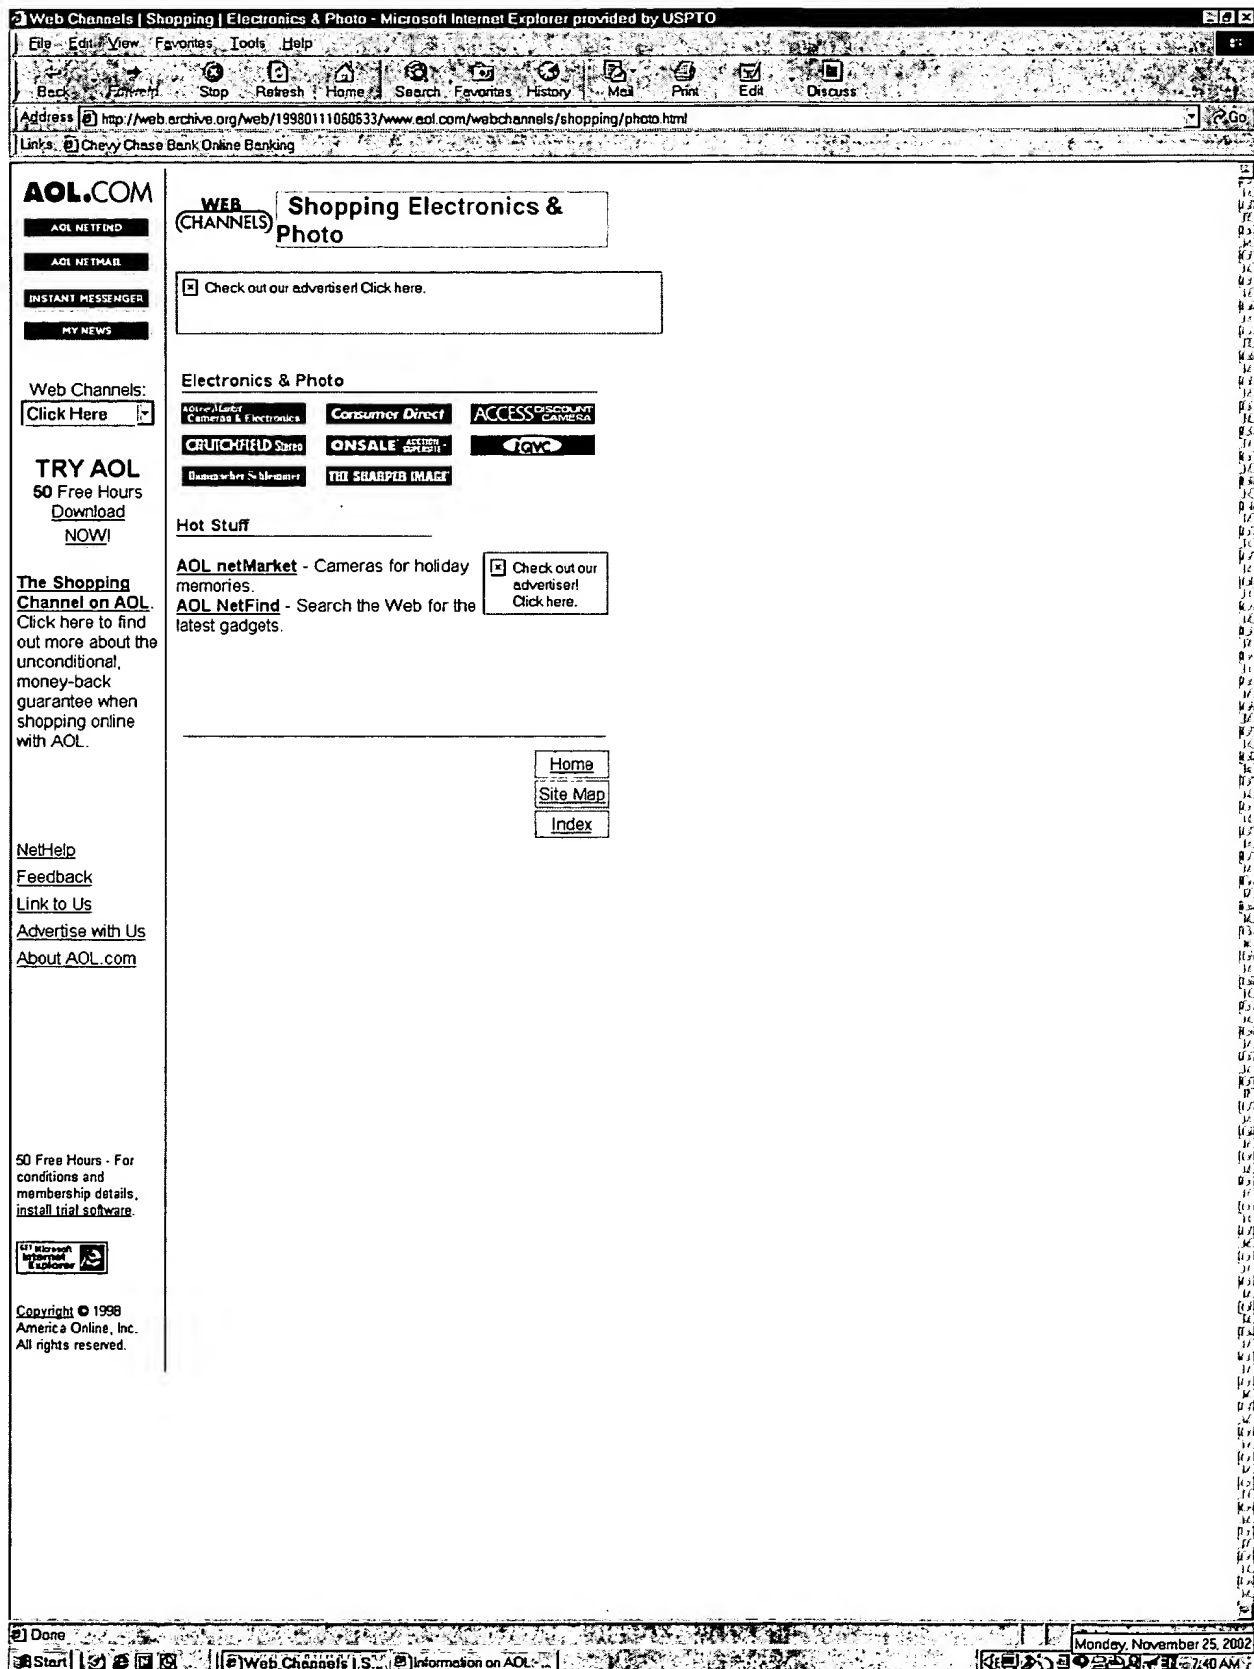 Web Channels | Shopping | Electronics & Photo - Microsoft Internet Explorer provided by USPTO
File Edit View Favorites Tools Help
Back Forward Stop Refresh Home Search Favorites History Mail Print Edit Discuss
Address http://web.archive.org/web/19980111060633/www.aol.com/webchannels/shopping/photo.html Go
Links Chevy Chase Bank Online Banking
AOL.COM
AOL NETFIND
AOL NETMAIL
INSTANT MESSENGER
MY NEWS
Web Channels:
Click Here
TRY AOL
50 Free Hours
Download
NOW!
The Shopping
Channel on AOL.
Click here to find
out more about the
unconditional,
money-back
guarantee when
shopping online
with AOL.
NetHelp
Feedback
Link to Us
Advertise with Us
About AOL.com
50 Free Hours - For
conditions and
membership details,
install trial software.
Microsoft
Internet
Explorer
Copyright © 1998
America Online, Inc.
All rights reserved.
WEB
CHANNELS
Shopping Electronics &
Photo
Check out our advertiser! Click here.
Electronics & Photo
Cameras & Electronics
Consumer Direct
ACCESS DISCOUNT CAMERA
CRUTCHFIELD Stereo
ONSALE AUCTION SUPERSITE
QVC
THE SHARPER IMAGE
Hot Stuff
AOL netMarket - Cameras for holiday
memories.
AOL NetFind - Search the Web for the
latest gadgets.
Check out our
advertiser!
Click here.
Home
Site Map
Index
Done
Monday, November 25, 2002
Start Web Channels | S... Information on AOL... 7:40 AM